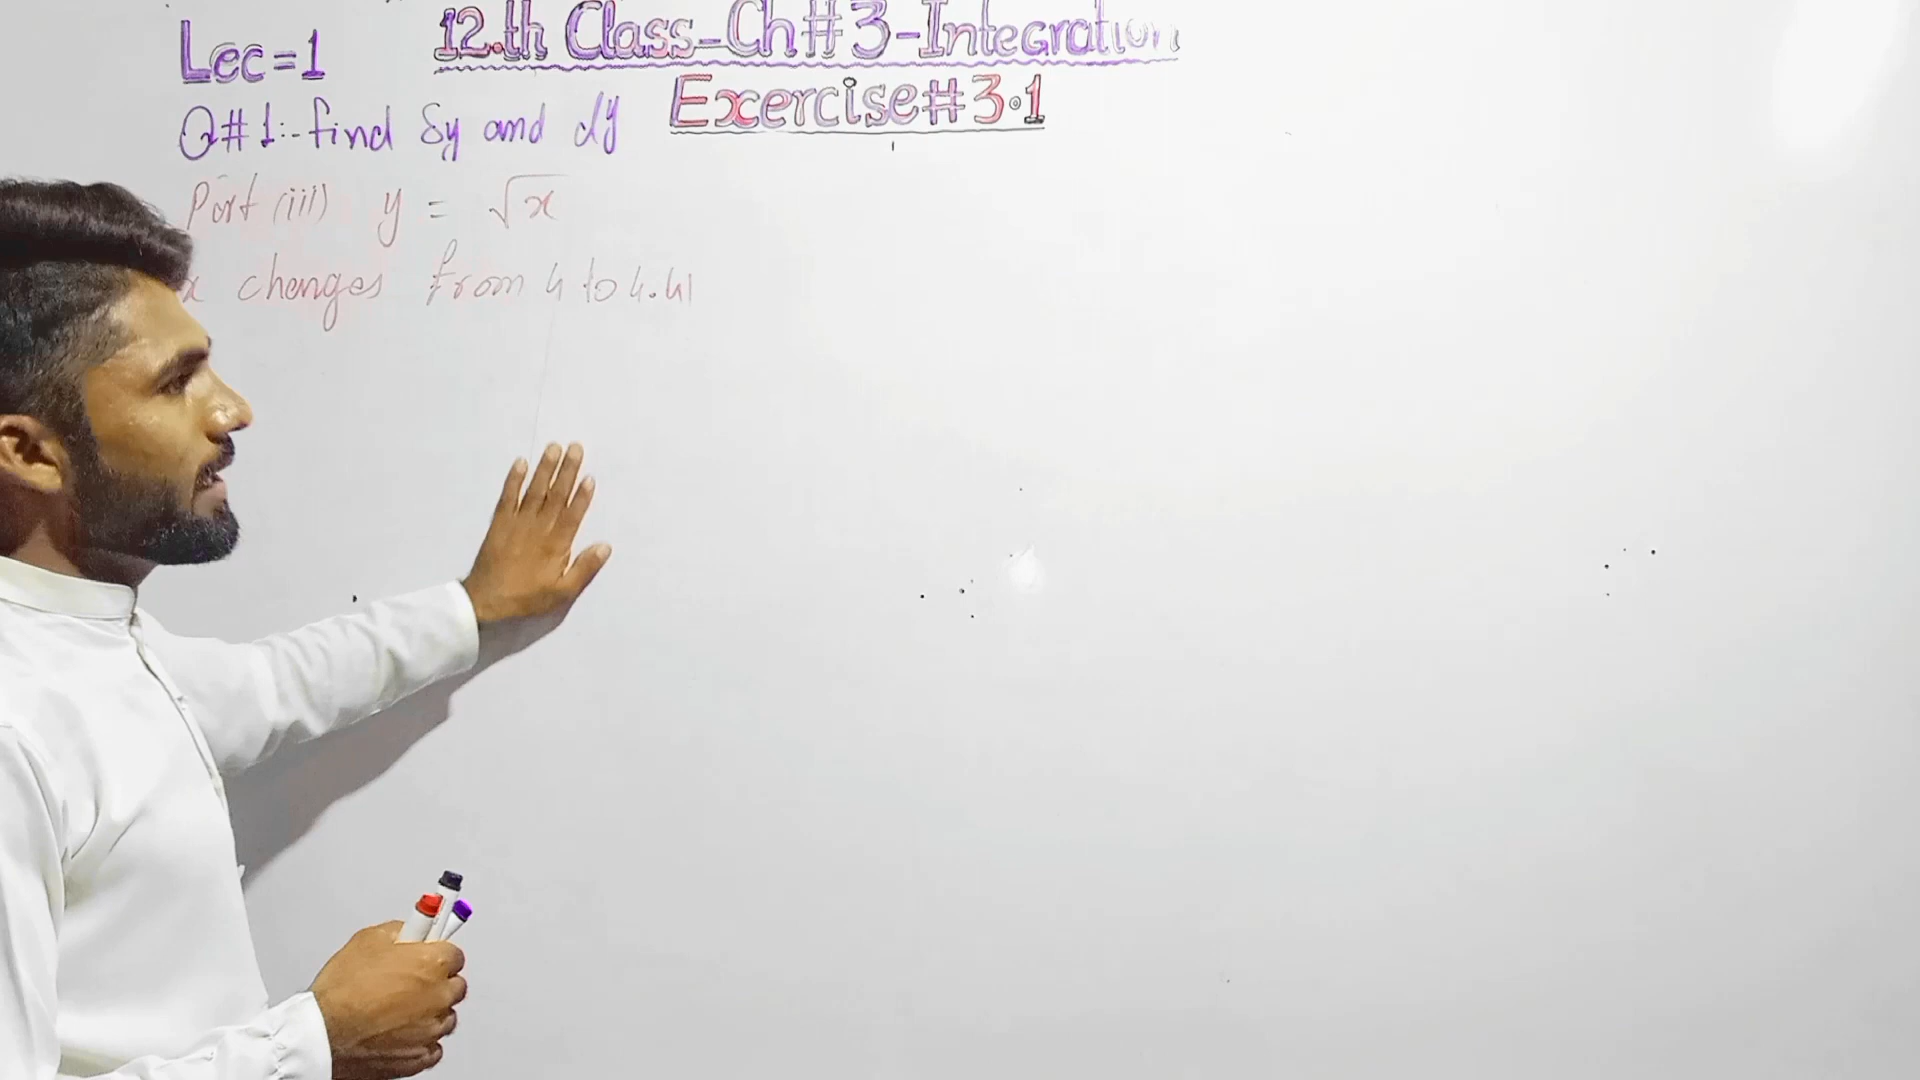 Lec=1
12.th Class-Ch#3-Integration
Exercise#3.1
Q#1:-find δy and dy
Part (iii) y = √x
x changes from 4 to 4.41